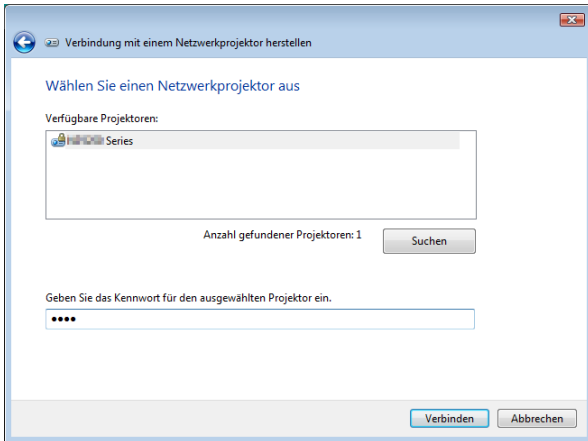 Verbindung mit einem Netzwerkprojektor herstellen
Wählen Sie einen Netzwerkprojektor aus
Verfügbare Projektoren:
Series
Anzahl gefundener Projektoren: 1
Suchen
Geben Sie das Kennwort für den ausgewählten Projektor ein.
••••
Verbinden
Abbrechen